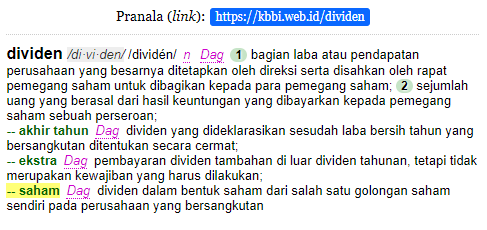 Pranala (link): https://kbbi.web.id/dividen
dividen /di·vi·den/ /dividén/ n Dag 1 bagian laba atau pendapatan
perusahaan yang besarnya ditetapkan oleh direksi serta disahkan oleh rapat
pemegang saham untuk dibagikan kepada para pemegang saham; 2 sejumlah
uang yang berasal dari hasil keuntungan yang dibayarkan kepada pemegang
saham sebuah perseroan;
-- akhir tahun Dag dividen yang dideklarasikan sesudah laba bersih tahun yang
bersangkutan ditentukan secara cermat;
-- ekstra Dag pembayaran dividen tambahan di luar dividen tahunan, tetapi tidak
merupakan kewajiban yang harus dilakukan;
-- saham Dag dividen dalam bentuk saham dari salah satu golongan saham
sendiri pada perusahaan yang bersangkutan